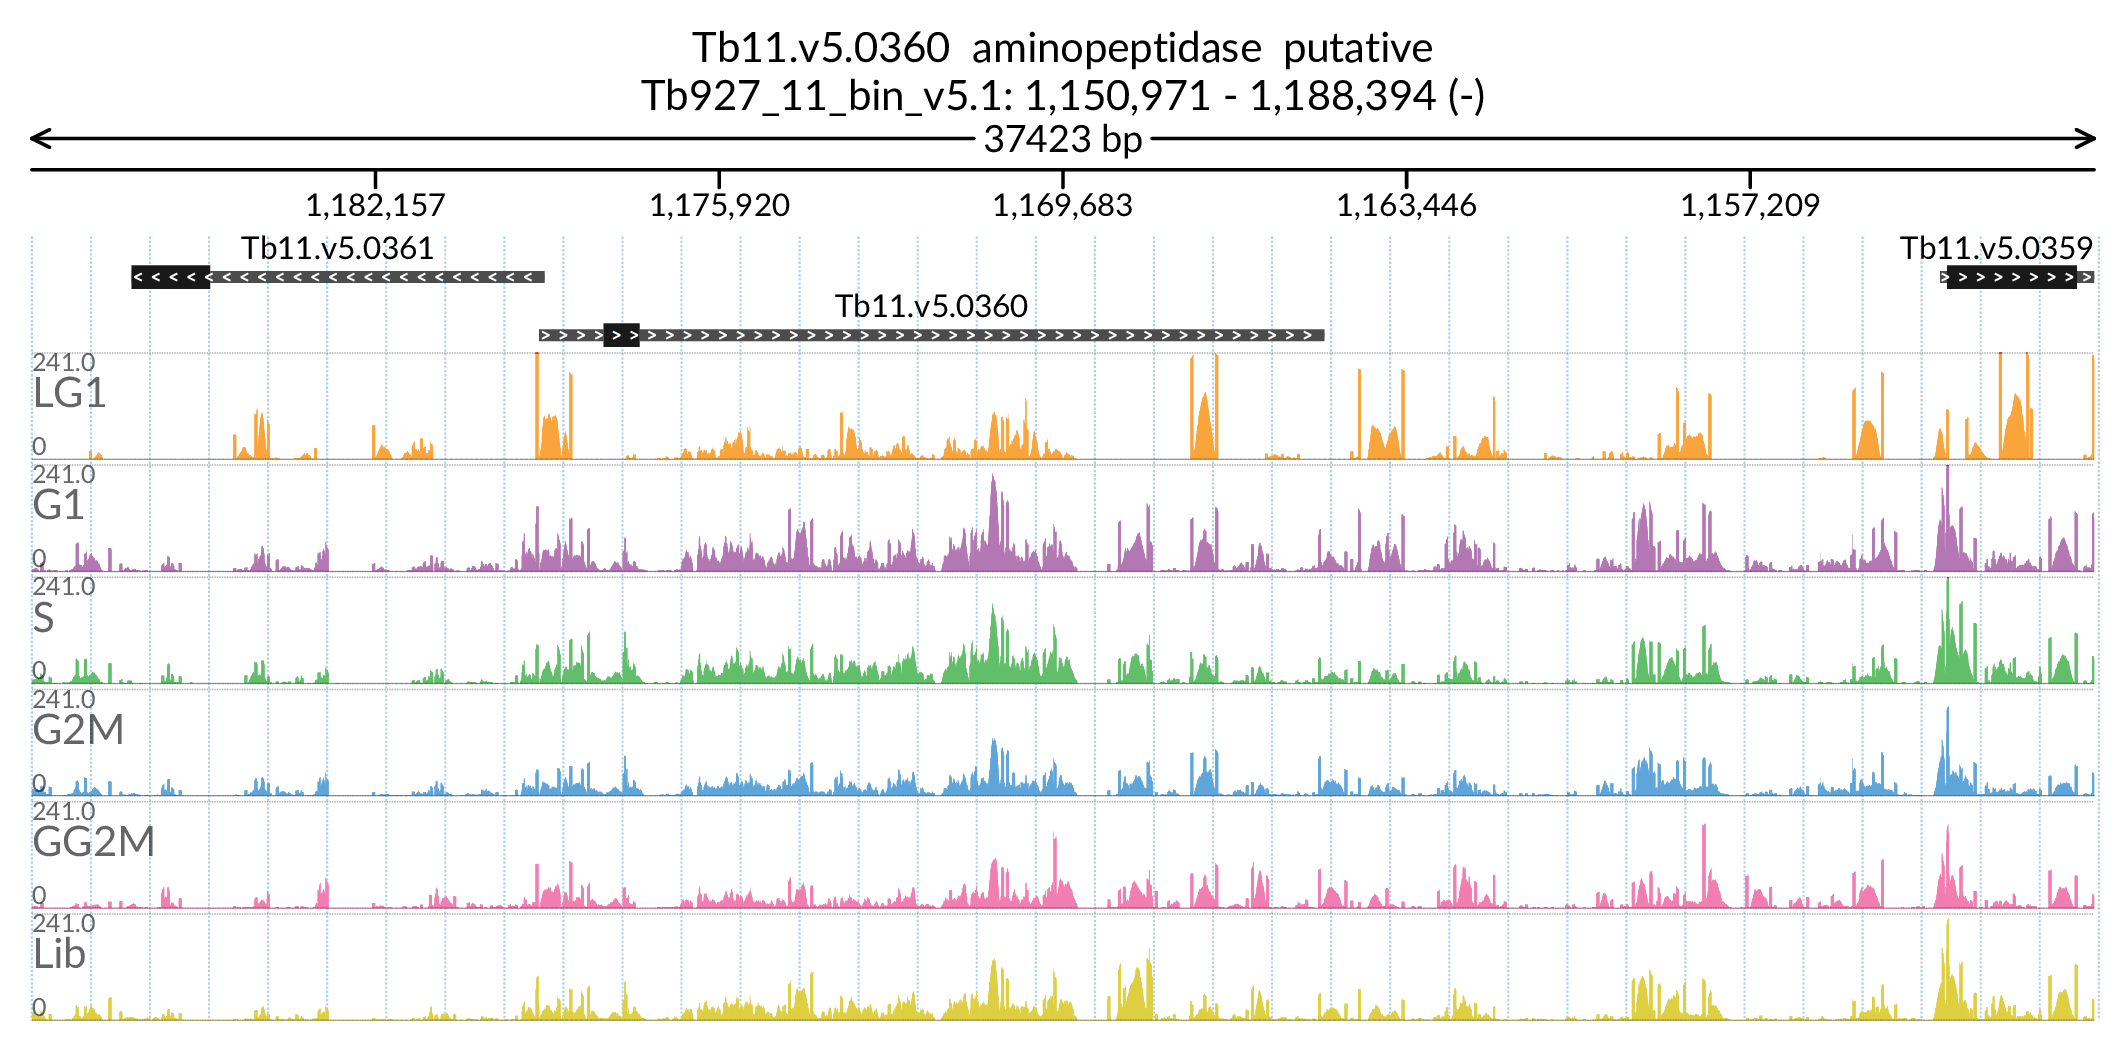 Tb11.v5.0360 aminopeptidase putative
Tb927_11_bin_v5.1: 1,150,971 - 1,188,394 (-)
37423 bp
1,182,157 1,175,920 1,169,683 1,163,446 1,157,209
Tb11.v5.0361 Tb11.v5.0359
Tb11.v5.0360
241.0
LG1
0
241.0
G1
0
241.0
S
0
241.0
G2M
0
241.0
GG2M
0
241.0
Lib
0